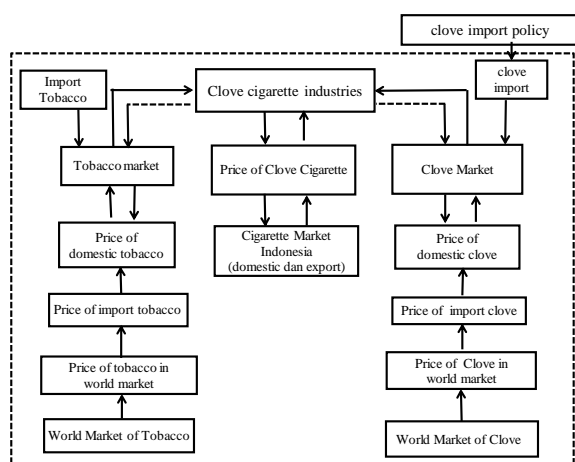 clove import policy
Import
Tobacco
Clove cigarette industries
clove
import
Tobacco market
Price of Clove Cigarette
Clove Market
Price of
domestic tobacco
Cigarette Market
Indonesia
(domestic dan export)
Price of
domestic clove
Price of import tobacco
Price of import clove
Price of tobacco in
world market
Price of Clove in
world market
World Market of Tobacco
World Market of Clove